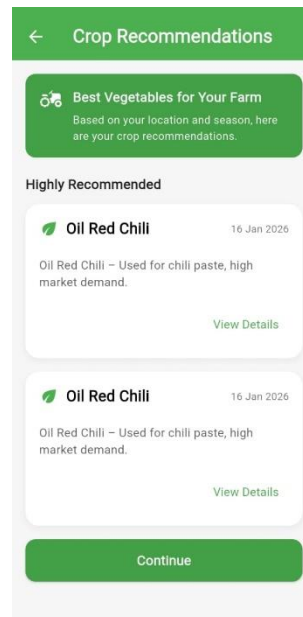 Crop Recommendations
Best Vegetables for Your Farm
Based on your location and season, here
are your crop recommendations.
Highly Recommended
Oil Red Chili 16 Jan 2026
Oil Red Chili – Used for chili paste, high
market demand.
View Details
Oil Red Chili 16 Jan 2026
Oil Red Chili – Used for chili paste, high
market demand.
View Details
Continue